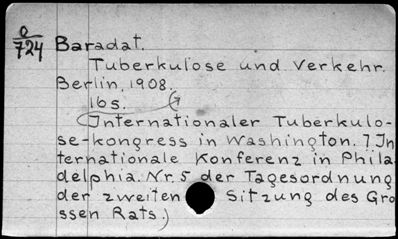 O
724
Baradat.
Tuberkulose und Verkehr.
Berlin, 1908.
16s.
(Internationaler Tuberkulo-
se-kongress in Washington. 7 In
ternationale Konferenz in Phila
delphia. Nr. 5 der Tagesordnung
der zweiten Sitzung des Gro
ssen Rats.)